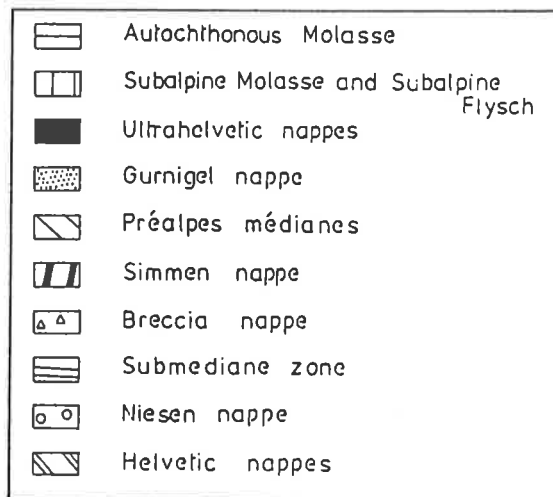 Autochthonous Molasse
Subalpine Molasse and Subalpine
Flysch
Ultrahelvetic nappes
Gurnigel nappe
Préalpes médianes
Simmen nappe
Breccia nappe
Submediane zone
Niesen nappe
Helvetic nappes